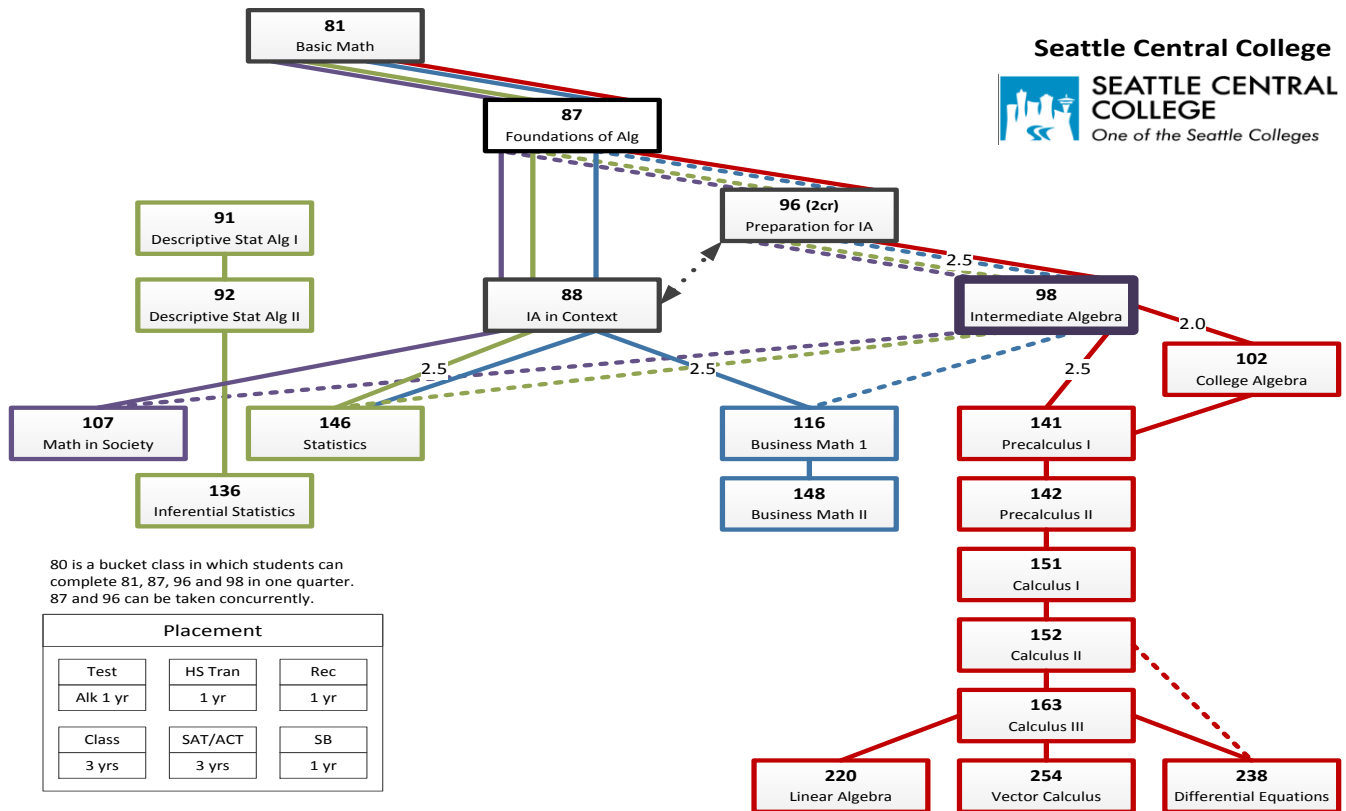 81
Basic Math
Seattle Central College
SEATTLE CENTRAL
COLLEGE
One of the Seattle Colleges
87
Foundations of Alg
96 (2cr)
Preparation for IA
91
Descriptive Stat Alg I
2.5
92
Descriptive Stat Alg II
88
IA in Context
98
Intermediate Algebra
2.0
102
College Algebra
2.5
2.5
2.5
107
Math in Society
146
Statistics
116
Business Math 1
141
Precalculus I
136
Inferential Statistics
148
Business Math II
142
Precalculus II
151
Calculus I
152
Calculus II
163
Calculus III
220
Linear Algebra
254
Vector Calculus
238
Differential Equations
80 is a bucket class in which students can
complete 81, 87, 96 and 98 in one quarter.
87 and 96 can be taken concurrently.
Placement
Test
Alk 1 yr
HS Tran
1 yr
Rec
1 yr
Class
3 yrs
SAT/ACT
3 yrs
SB
1 yr